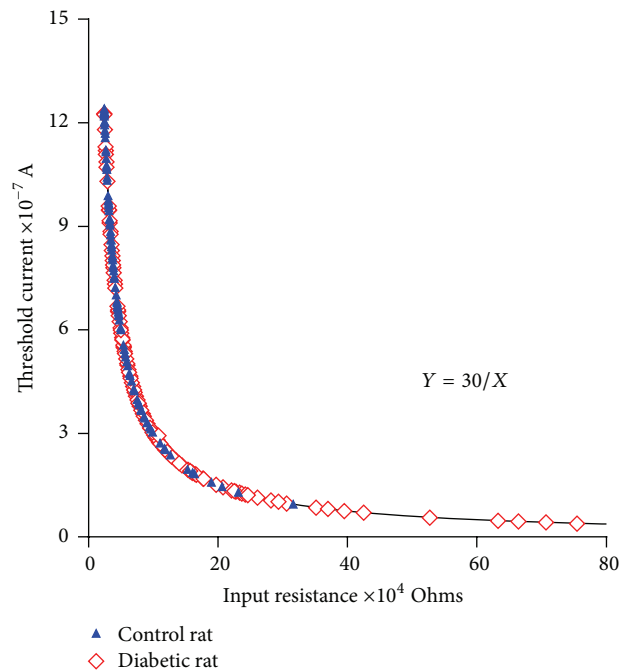 15
12
9
6
3
0
Threshold current ×10⁻⁷ A
Y = 30/X
0 20 40 60 80
Input resistance ×10⁴ Ohms
Control rat
Diabetic rat